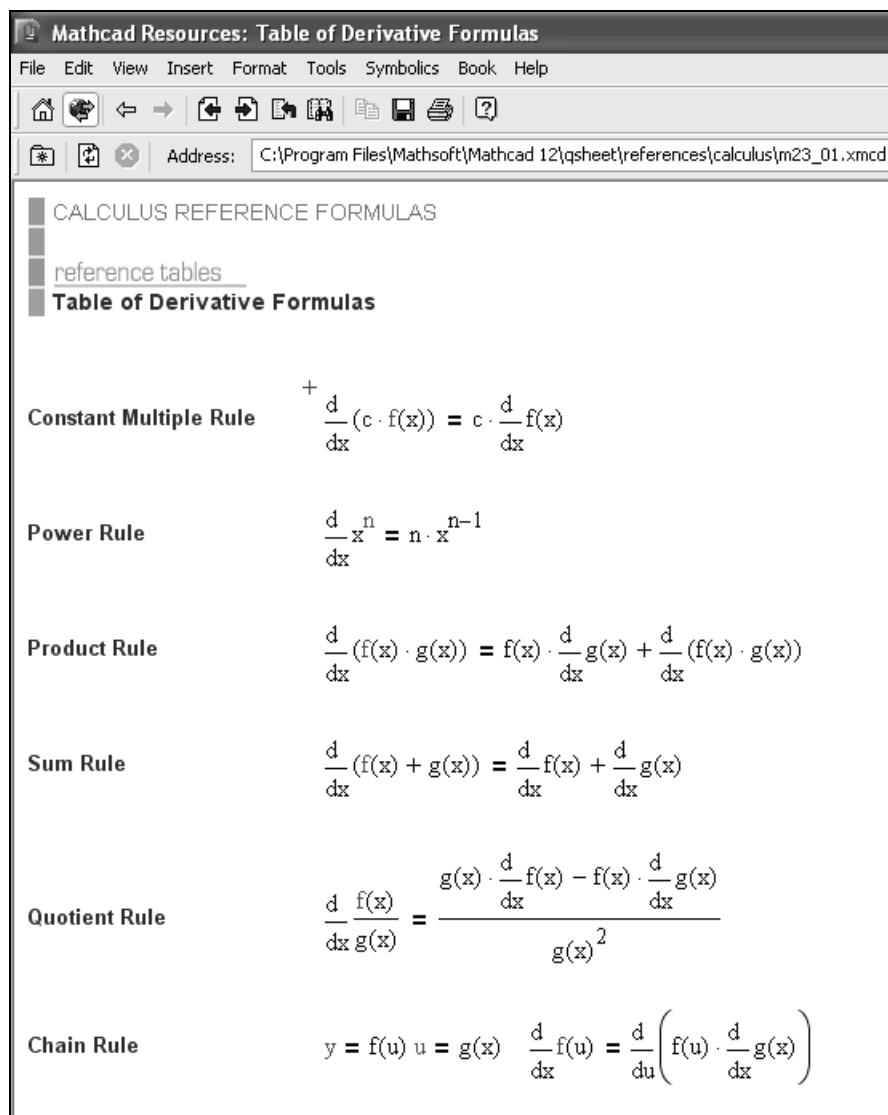 Mathcad Resources: Table of Derivative Formulas
File Edit View Insert Format Tools Symbolics Book Help
Address: C:\Program Files\Mathsoft\Mathcad 12\qsheet\references\calculus\m23_01.xmcd
CALCULUS REFERENCE FORMULAS
reference tables
Table of Derivative Formulas
Constant Multiple Rule d/dx (c · f(x)) = c · d/dx f(x)
Power Rule d/dx x^n = n · x^(n−1)
Product Rule d/dx (f(x) · g(x)) = f(x) · d/dx g(x) + d/dx (f(x) · g(x))
Sum Rule d/dx (f(x) + g(x)) = d/dx f(x) + d/dx g(x)
Quotient Rule d/dx f(x)/g(x) = (g(x) · d/dx f(x) − f(x) · d/dx g(x)) / g(x)^2
Chain Rule y = f(u) u = g(x) d/dx f(u) = d/du (f(u) · d/dx g(x))